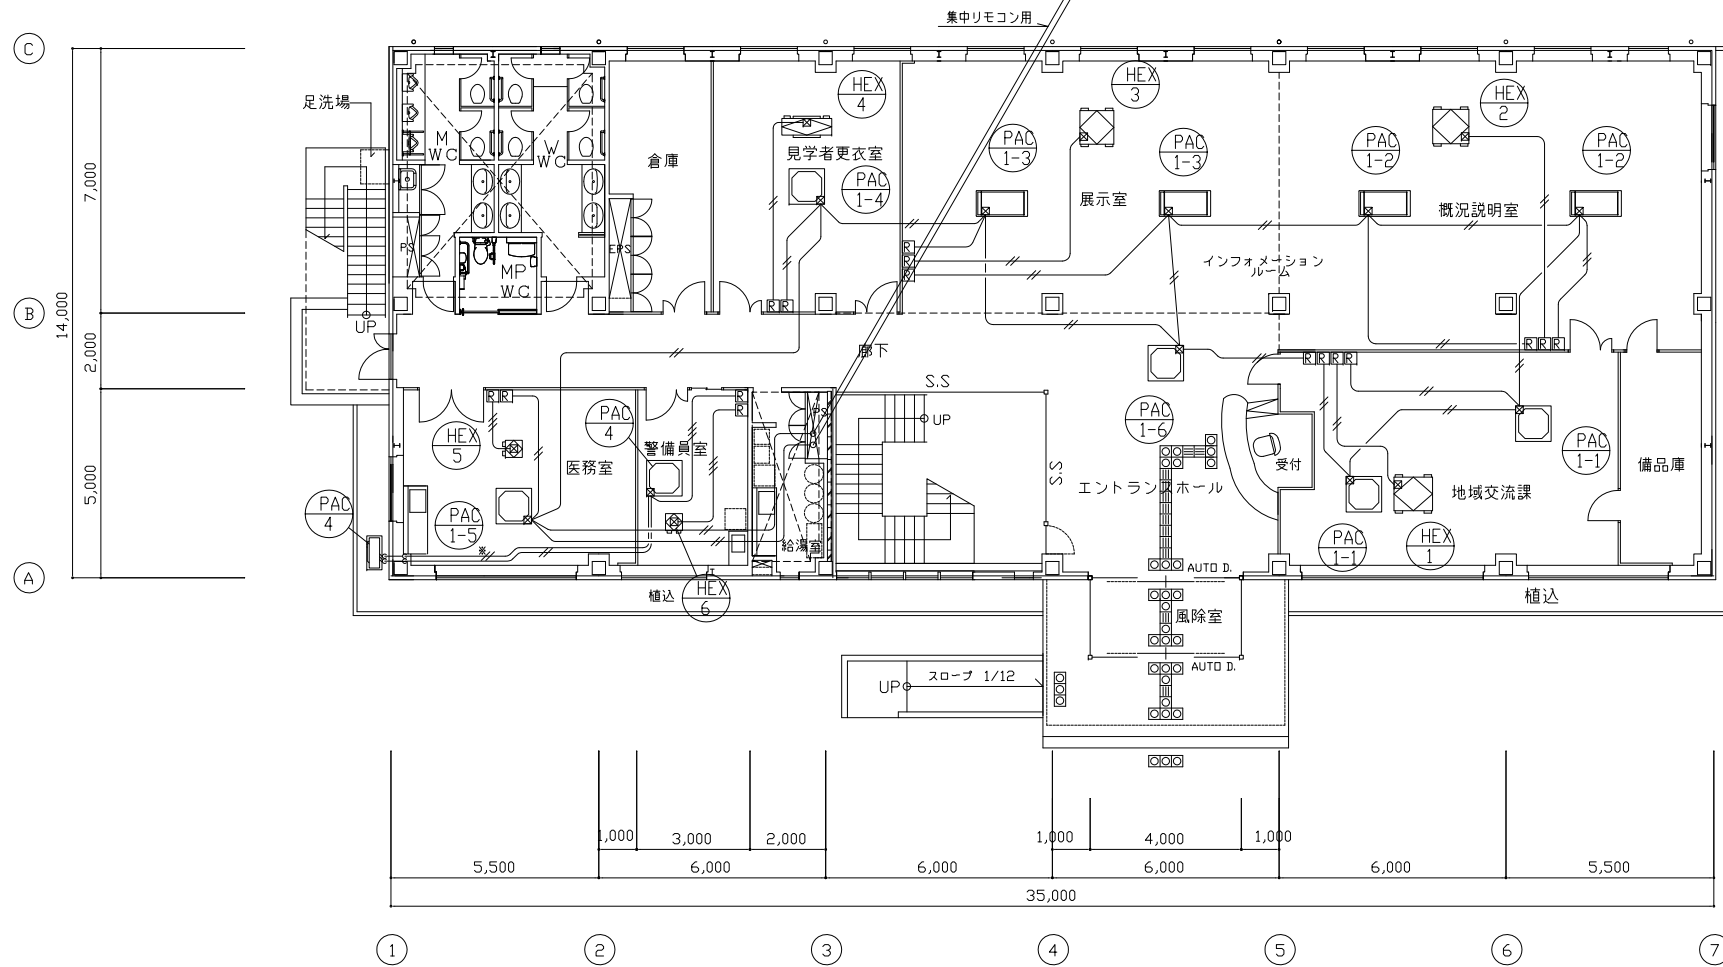 集中リモコン用
C
足洗場
HEX
4
HEX
3
HEX
2
M
WC
W
WC
倉庫
見学者更衣室
PAC
1-4
PAC
1-3
PAC
1-3
PAC
1-2
PAC
1-2
7,000
展示室
概況説明室
PS
EPS
R
R
R
MP
WC
インフォメーション
ルーム
R R
B
14,000
UP
2,000
廊下
R R R
R R R R
S.S
R R
R
R
PS
UP
PAC
4
PAC
1-6
HEX
5
警備員室
医務室
PAC
1-1
受付
備品庫
5,000
S.S
エントランスホール
地域交流課
PAC
4
PAC
1-5
※
給湯室
PAC
1-1
HEX
1
A
AUTO D.
植込
HEX
6
植込
風除室
AUTO D.
UP
スロープ 1/12
1,000
3,000
2,000
1,000
4,000
1,000
5,500
6,000
6,000
6,000
6,000
5,500
35,000
1
2
3
4
5
6
7